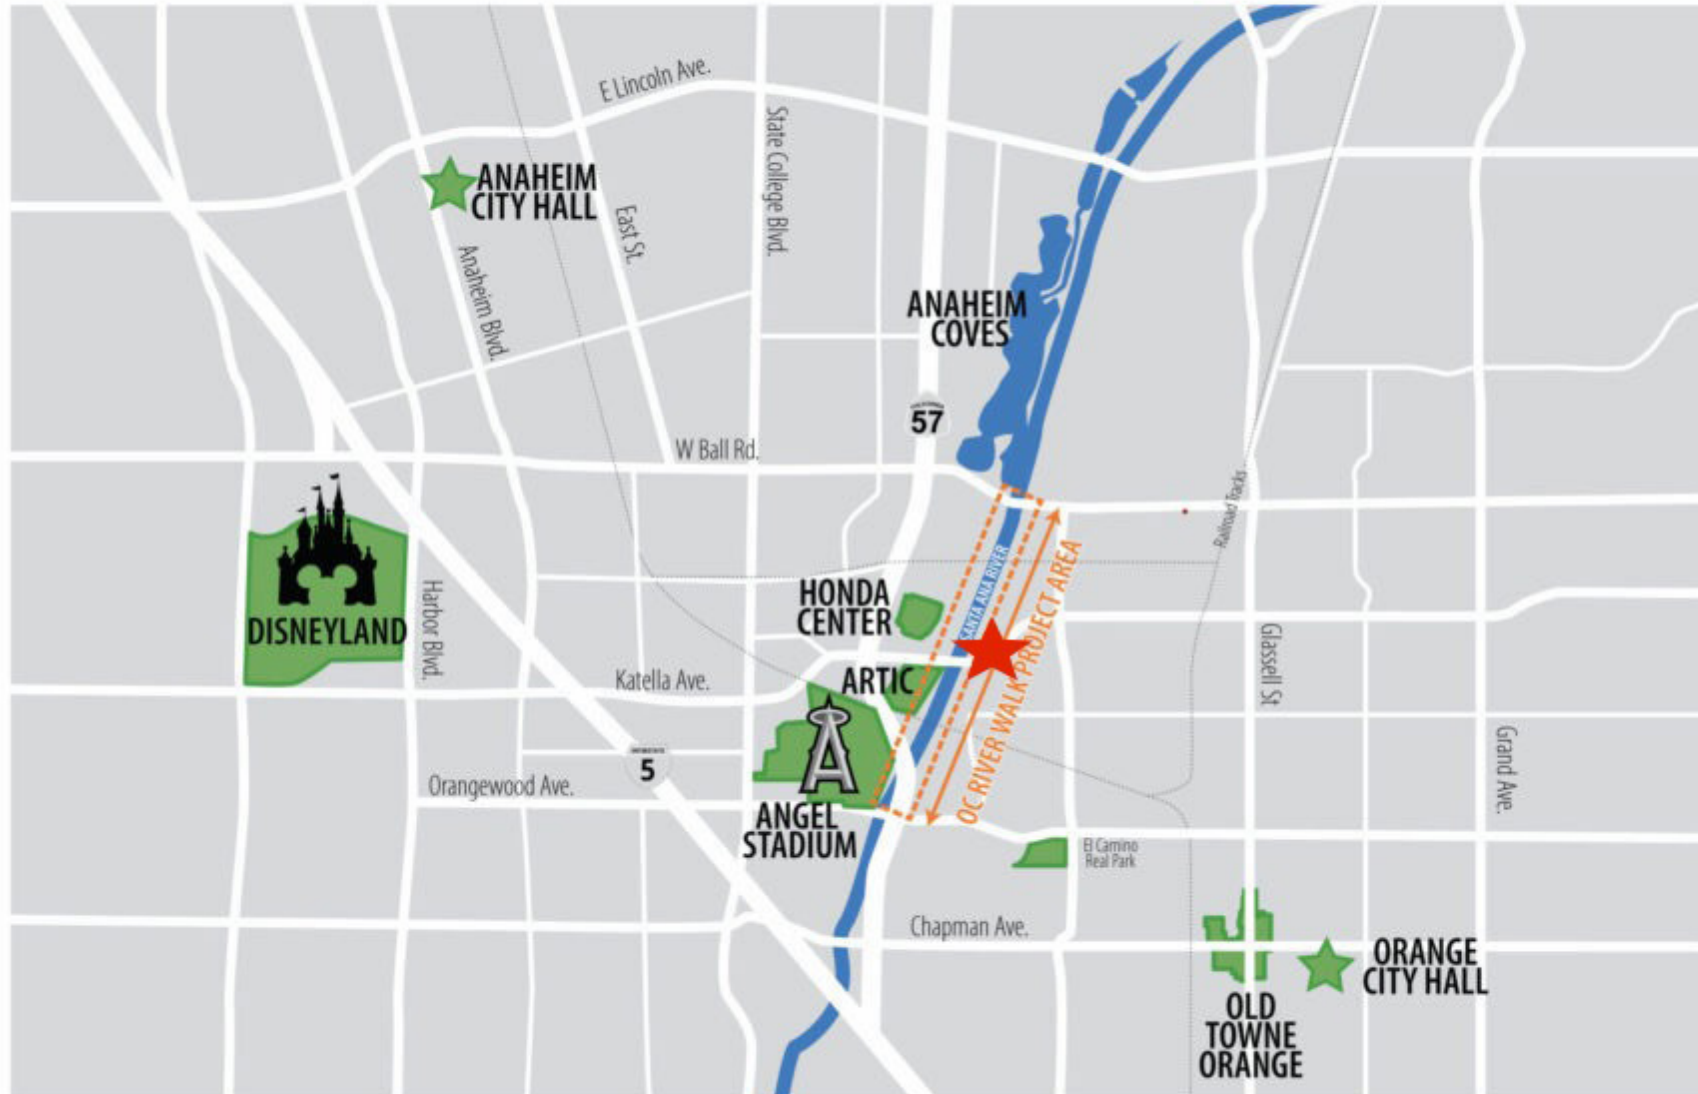 E Lincoln Ave.
State College Blvd.
ANAHEIM
CITY HALL
East St.
Anaheim Blvd.
ANAHEIM
COVES
57
W Ball Rd.
Railroad Tracks
SANTA ANA RIVER
OC RIVER WALK PROJECT AREA
HONDA
CENTER
DISNEYLAND
Harbor Blvd.
Glassell St
Katella Ave.
ARTIC
A
Grand Ave.
5
Orangewood Ave.
ANGEL
STADIUM
El Camino
Real Park
Chapman Ave.
ORANGE
CITY HALL
OLD
TOWNE
ORANGE